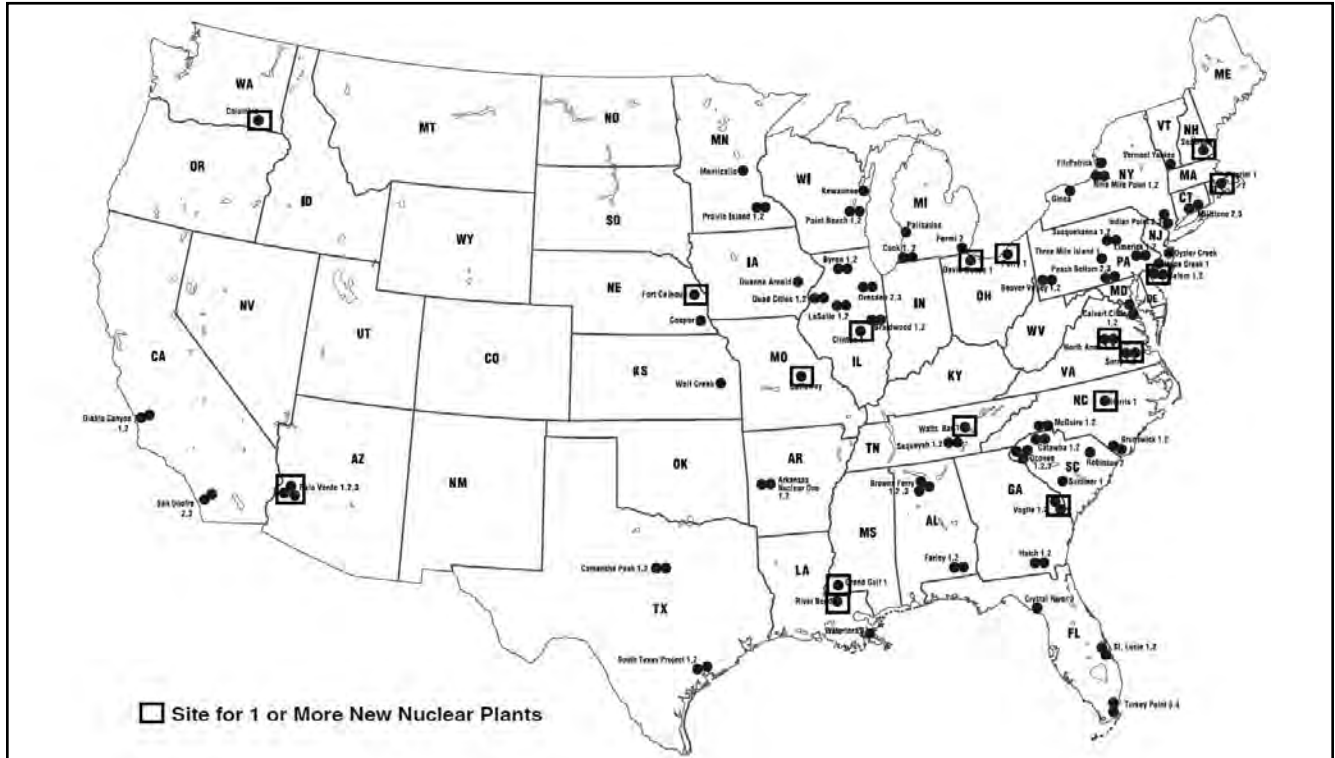 WA
Columbia
MT
ND
MN
Monticello
Prairie Island 1,2
OR
ID
WY
SD
WI
Kewaunee
Point Beach 1,2
MI
Palisades
Cook 1, 2
Fermi 2
Davis Besse 1
Perry 1
ME
VT
NH
Vermont Yankee
MA
FitzPatrick
Nine Mile Point 1,2
NY
Ginna
CT
Millstone 2,3
Indian Point 2,3
NJ
Susquehanna 1,2
Limerick 1,2
Three Mile Island 1
PA
Oyster Creek
Hope Creek 1
Salem 1,2
Peach Bottom 2,3
Beaver Valley 1,2
MD
DE
Calvert Cliffs
1,2
NV
UT
CO
NE
Fort Calhoun
Cooper
IA
Duane Arnold
Quad Cities 1,2
Byron 1,2
Dresden 2,3
LaSalle 1,2
Braidwood 1,2
Clinton
IL
IN
OH
WV
North Anna
VA
KY
CA
Diablo Canyon
1,2
San Onofre
2,3
AZ
Palo Verde 1,2,3
NM
KS
Wolf Creek
MO
OK
AR
Arkansas
Nuclear One
1,2
TN
Watts Bar 1
Sequoyah 1,2
NC
Harris 1
McGuire 1,2
Catawba 1,2
Oconee
1,2,3
SC
Brunswick 1,2
Robinson 2
Summer 1
GA
Vogtle 1,2
Hatch 1,2
Browns Ferry
1,2,3
AL
Farley 1,2
MS
LA
Grand Gulf 1
River Bend
Waterford
TX
Comanche Peak 1,2
South Texas Project 1,2
Crystal River 3
FL
St. Lucie 1,2
Turkey Point 3,4
Site for 1 or More New Nuclear Plants